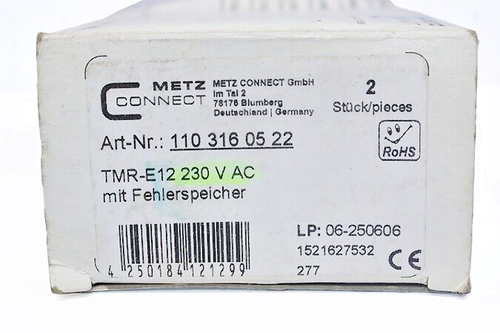 METZ CONNECT
METZ CONNECT GmbH
Im Tal 2
78176 Blumberg
Deutschland | Germany
2
Stück/pieces
Art-Nr.: 110 316 05 22
RoHS
TMR-E12 230 V AC
mit Fehlerspeicher
LP: 06-250606
1521627532
277
CE
4 250184 121299